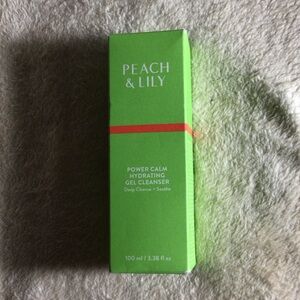 PEACH
& LILY
POWER CALM
HYDRATING
GEL CLEANSER
Deep Cleanse + Soothe
100 ml / 3.38 fl oz